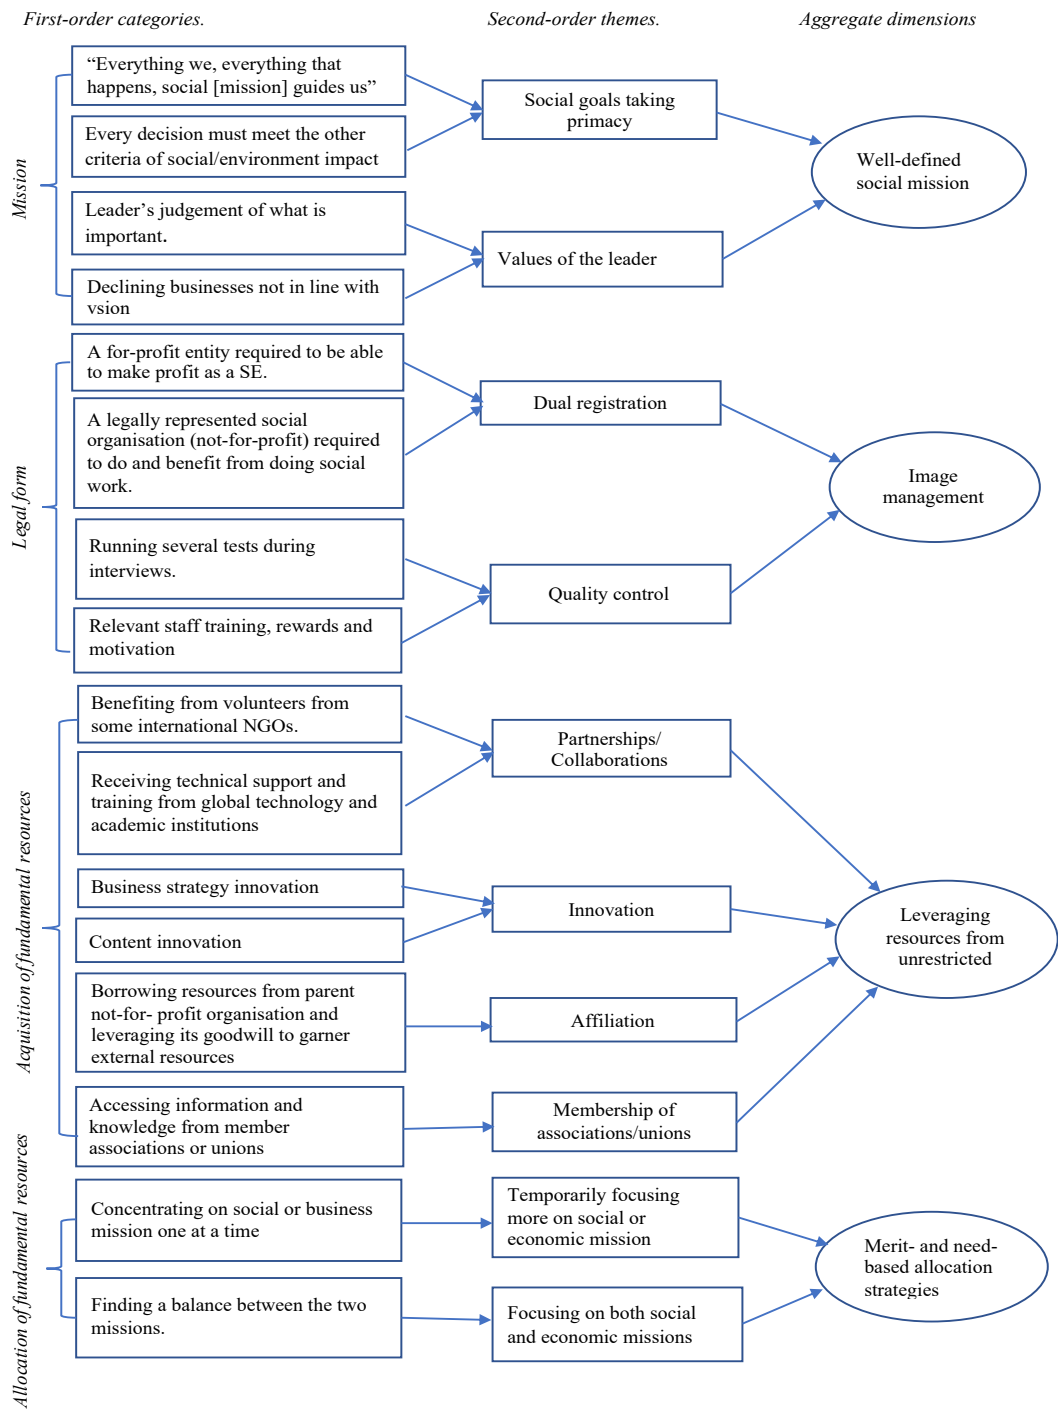 First-order categories.
Second-order themes.
Aggregate dimensions
Mission
“Everything we, everything that
happens, social [mission] guides us”
Every decision must meet the other
criteria of social/environment impact
Leader’s judgement of what is
important.
Declining businesses not in line with
vsion
Social goals taking
primacy
Values of the leader
Well-defined
social mission
Legal form
A for-profit entity required to be able
to make profit as a SE.
A legally represented social
organisation (not-for-profit) required
to do and benefit from doing social
work.
Running several tests during
interviews.
Relevant staff training, rewards and
motivation
Dual registration
Quality control
Image
management
Acquisition of fundamental resources
Benefiting from volunteers from
some international NGOs.
Receiving technical support and
training from global technology and
academic institutions
Business strategy innovation
Content innovation
Borrowing resources from parent
not-for- profit organisation and
leveraging its goodwill to garner
external resources
Accessing information and
knowledge from member
associations or unions
Partnerships/
Collaborations
Innovation
Affiliation
Membership of
associations/unions
Leveraging
resources from
unrestricted
Allocation of fundamental resources
Concentrating on social or business
mission one at a time
Finding a balance between the two
missions.
Temporarily focusing
more on social or
economic mission
Focusing on both social
and economic missions
Merit- and need-
based allocation
strategies